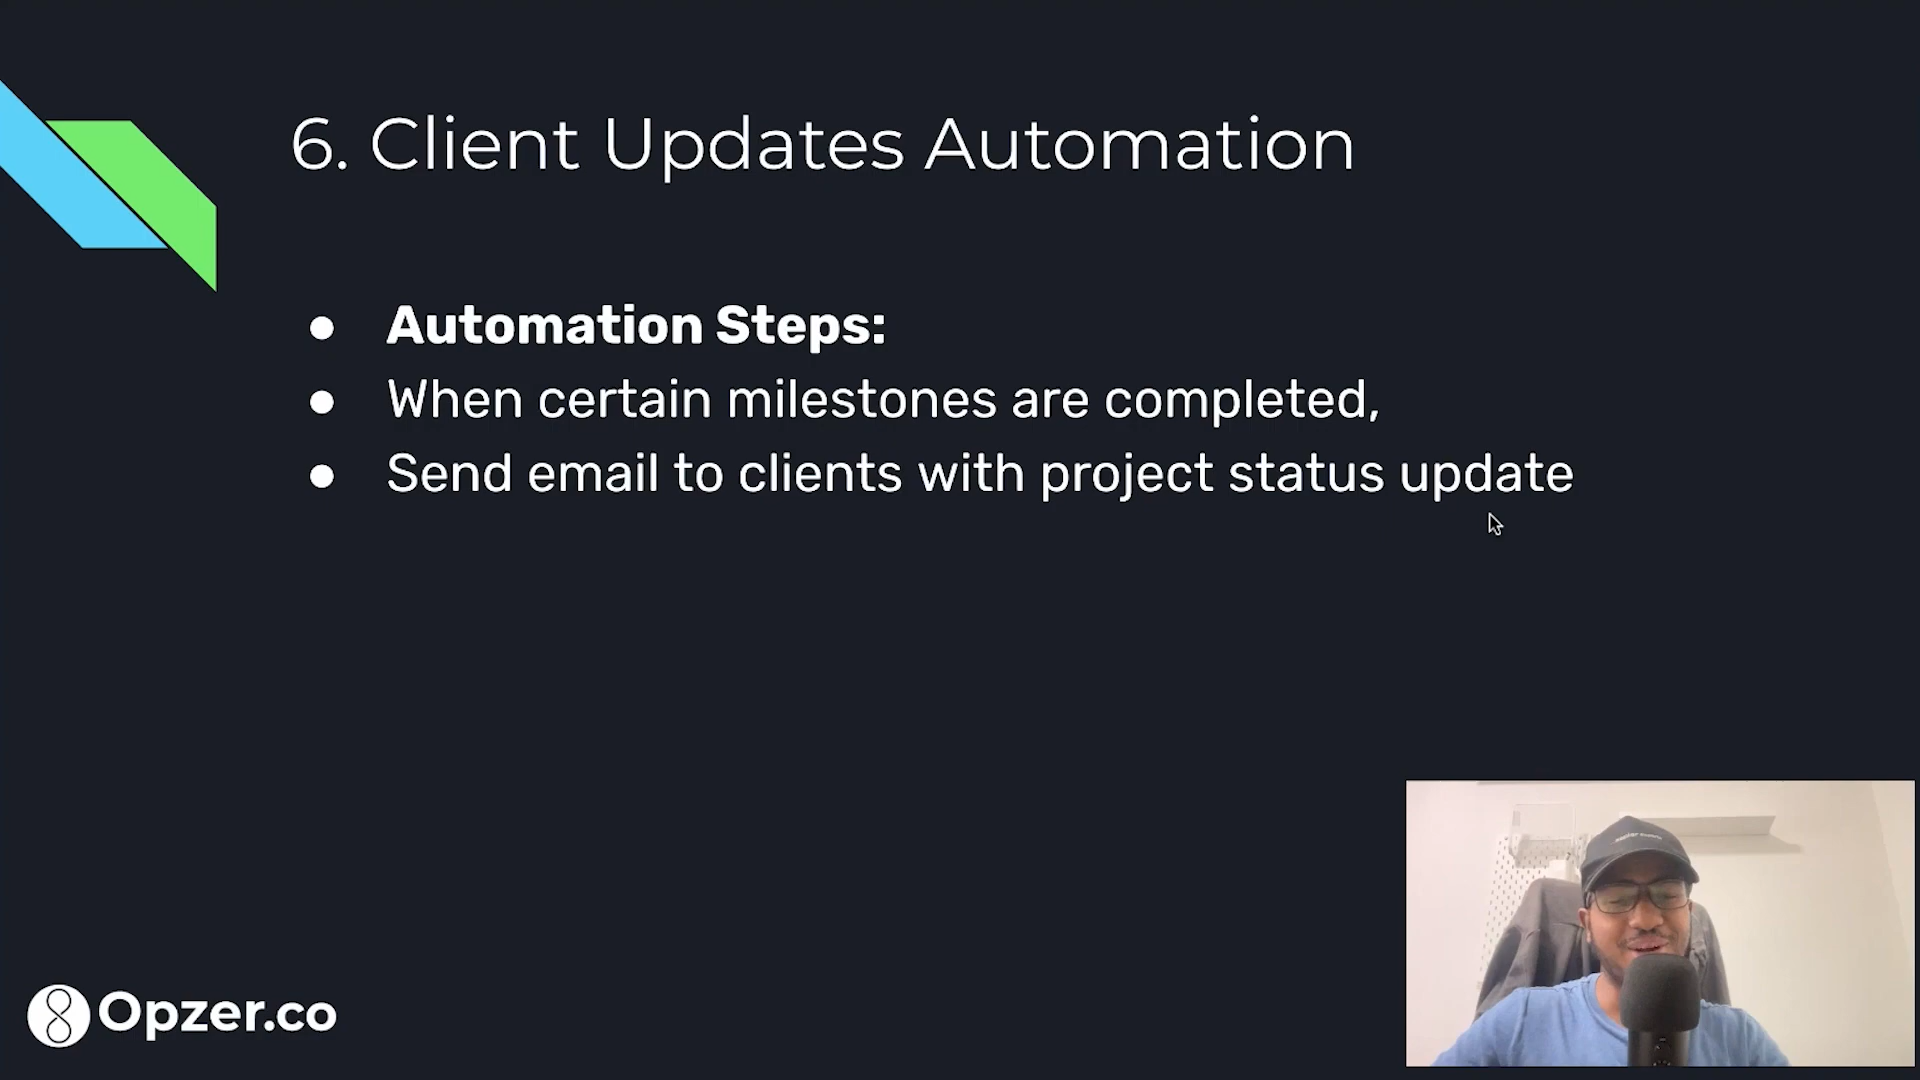 6. Client Updates Automation
● Automation Steps:
● When certain milestones are completed,
● Send email to clients with project status update
Opzer.co